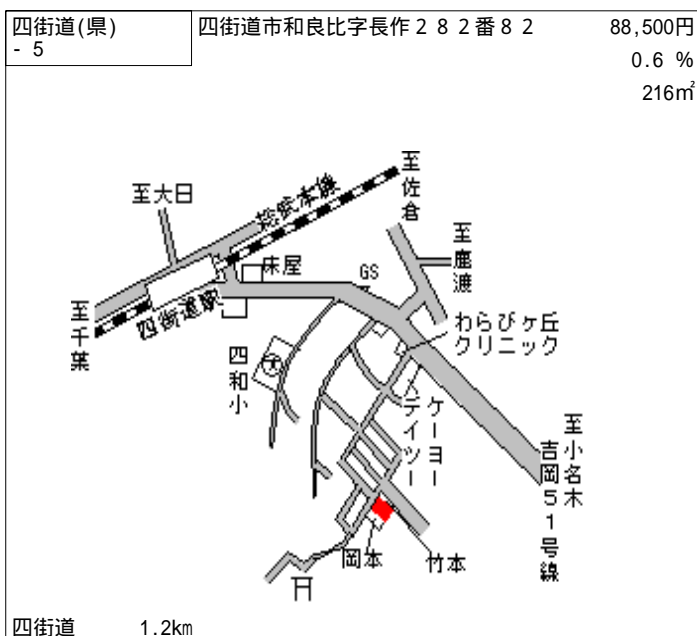 四街道(県)
- 5
四街道市和良比字長作２８２番８２
88,500円
0.6 %
216㎡
至佐倉
至大日
総武本線
至鹿渡
床屋
GS
四街道駅
至千葉
わらびヶ丘
クリニック
四和小
ケーヨー
デイツー
至小名木
吉岡５１号線
岡本
竹本
四街道
1.2km